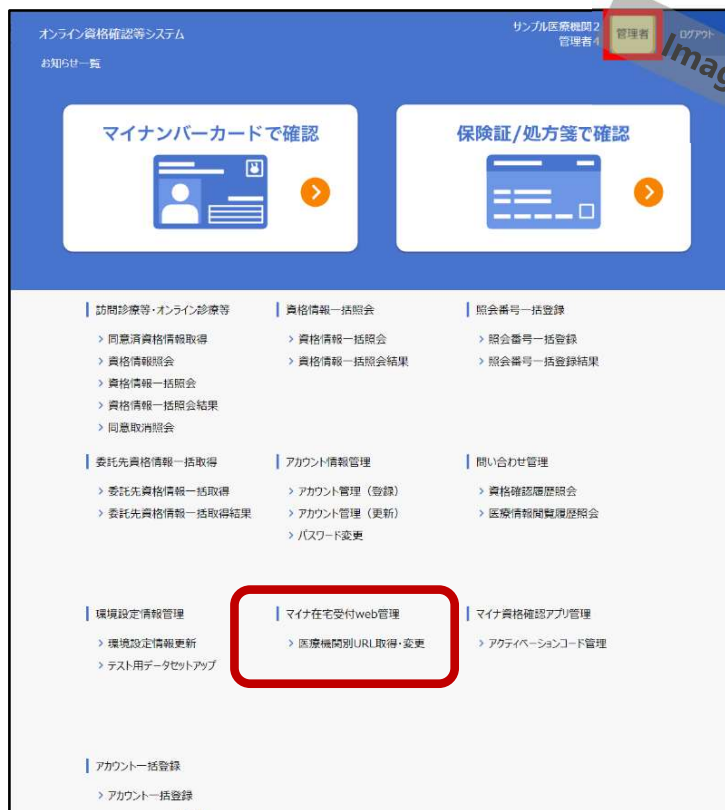 オンライン資格確認等システム
サンプル医療機関2
管理者4
管理者
ログアウト
Imag
お知らせ一覧
マイナンバーカードで確認
保険証/処方箋で確認
訪問診療等・オンライン診療等
同意済資格情報取得
資格情報照会
資格情報一括照会
資格情報一括照会結果
同意取消照会
資格情報一括照会
資格情報一括照会
資格情報一括照会結果
照会番号一括登録
照会番号一括登録
照会番号一括登録結果
委託先資格情報一括取得
委託先資格情報一括取得
委託先資格情報一括取得結果
アカウント情報管理
アカウント管理（登録）
アカウント管理（更新）
パスワード変更
問い合わせ管理
資格確認履歴照会
医療情報閲覧履歴照会
環境設定情報管理
環境設定情報更新
テスト用データセットアップ
マイナ在宅受付web管理
医療機関別URL取得・変更
マイナ資格確認アプリ管理
アクティベーションコード管理
アカウント一括登録
アカウント一括登録